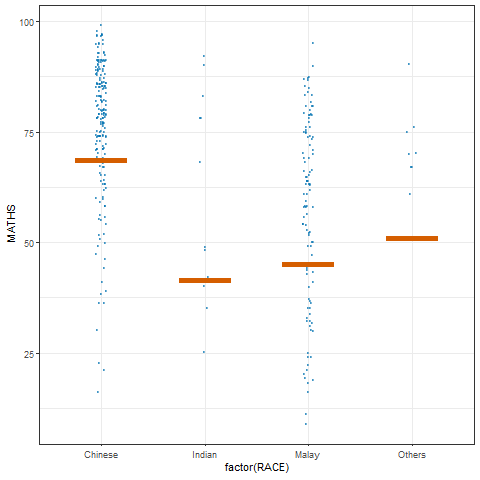 100
75
50
25
MATHS
Chinese
Indian
Malay
Others
factor(RACE)